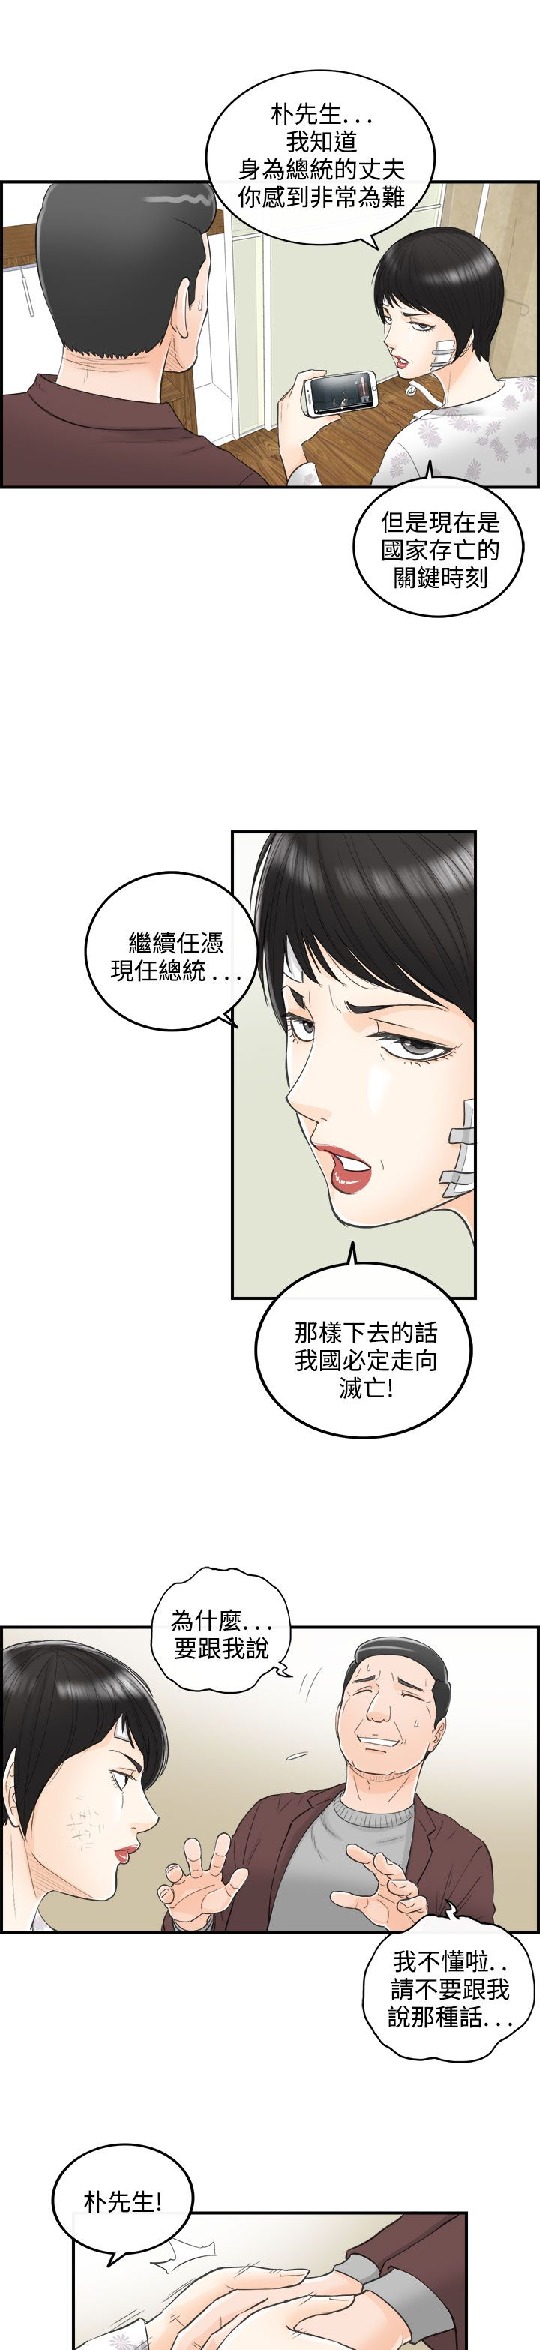 朴先生...
我知道
身為總統的丈夫
你感到非常為難
但是現在是
國家存亡的
關鍵時刻
繼續任憑
現任總統...
那樣下去的話
我國必定走向
滅亡!
為什麼...
要跟我說
我不懂啦..
請不要跟我
說那種話...
朴先生!